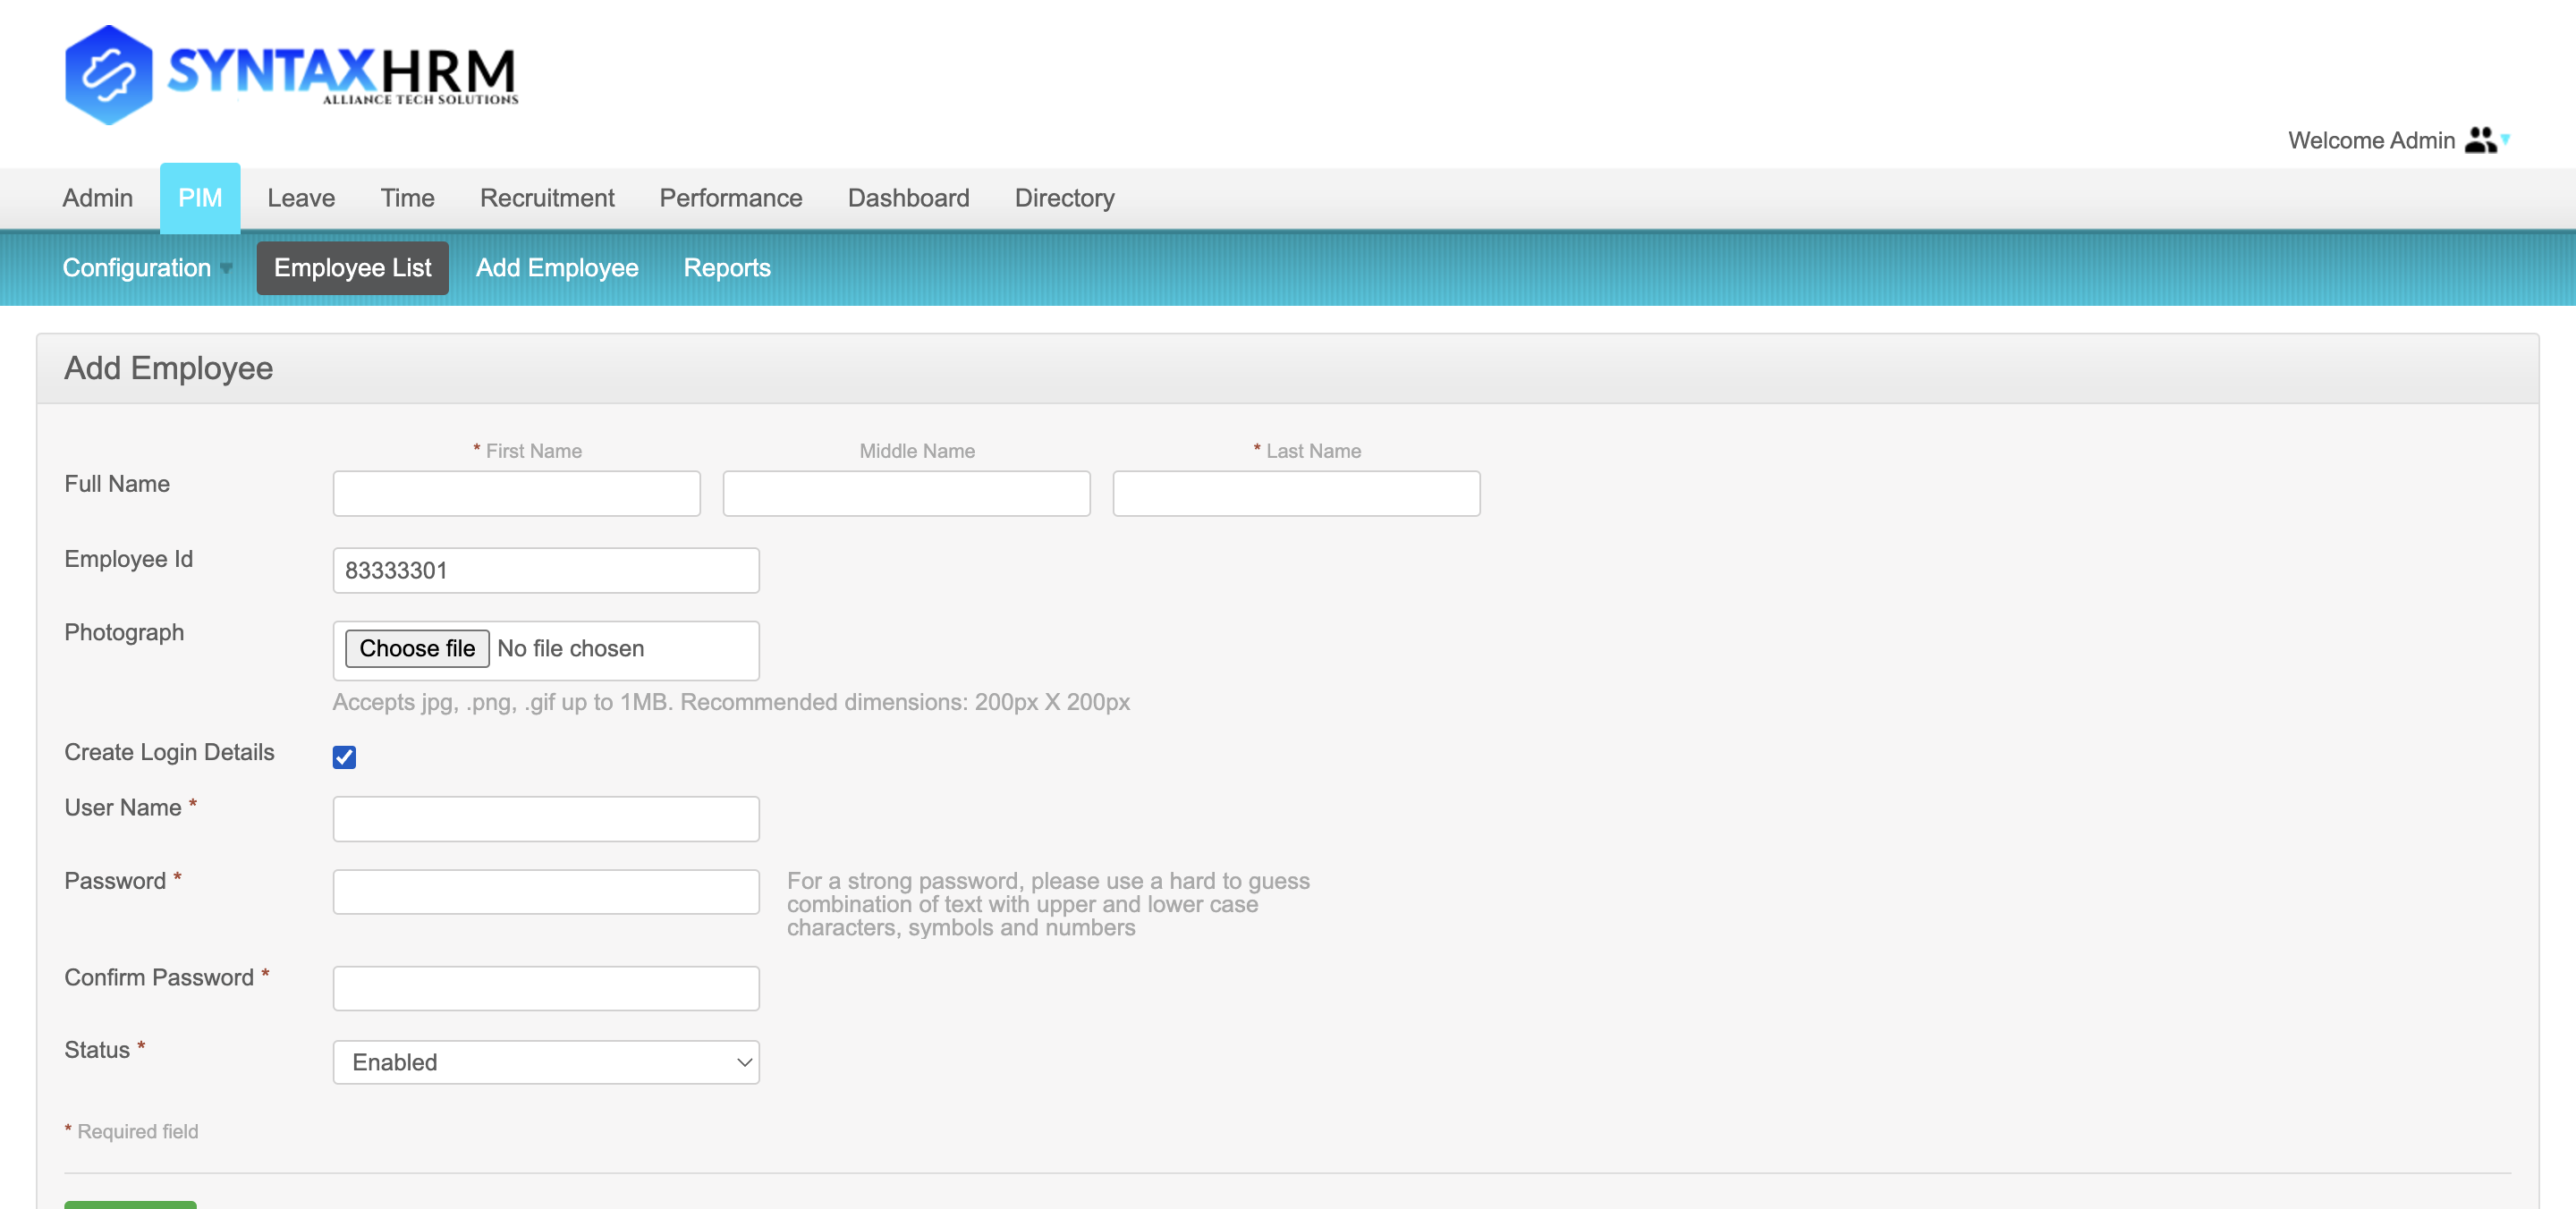 SYNTAXHRM
ALLIANCE TECH SOLUTIONS
Welcome Admin
Admin PIM Leave Time Recruitment Performance Dashboard Directory
Configuration Employee List Add Employee Reports
Add Employee
* First Name Middle Name * Last Name
Full Name
Employee Id 83333301
Photograph Choose file No file chosen
Accepts jpg, .png, .gif up to 1MB. Recommended dimensions: 200px X 200px
Create Login Details
User Name *
Password * For a strong password, please use a hard to guess
combination of text with upper and lower case
characters, symbols and numbers
Confirm Password *
Status * Enabled
* Required field